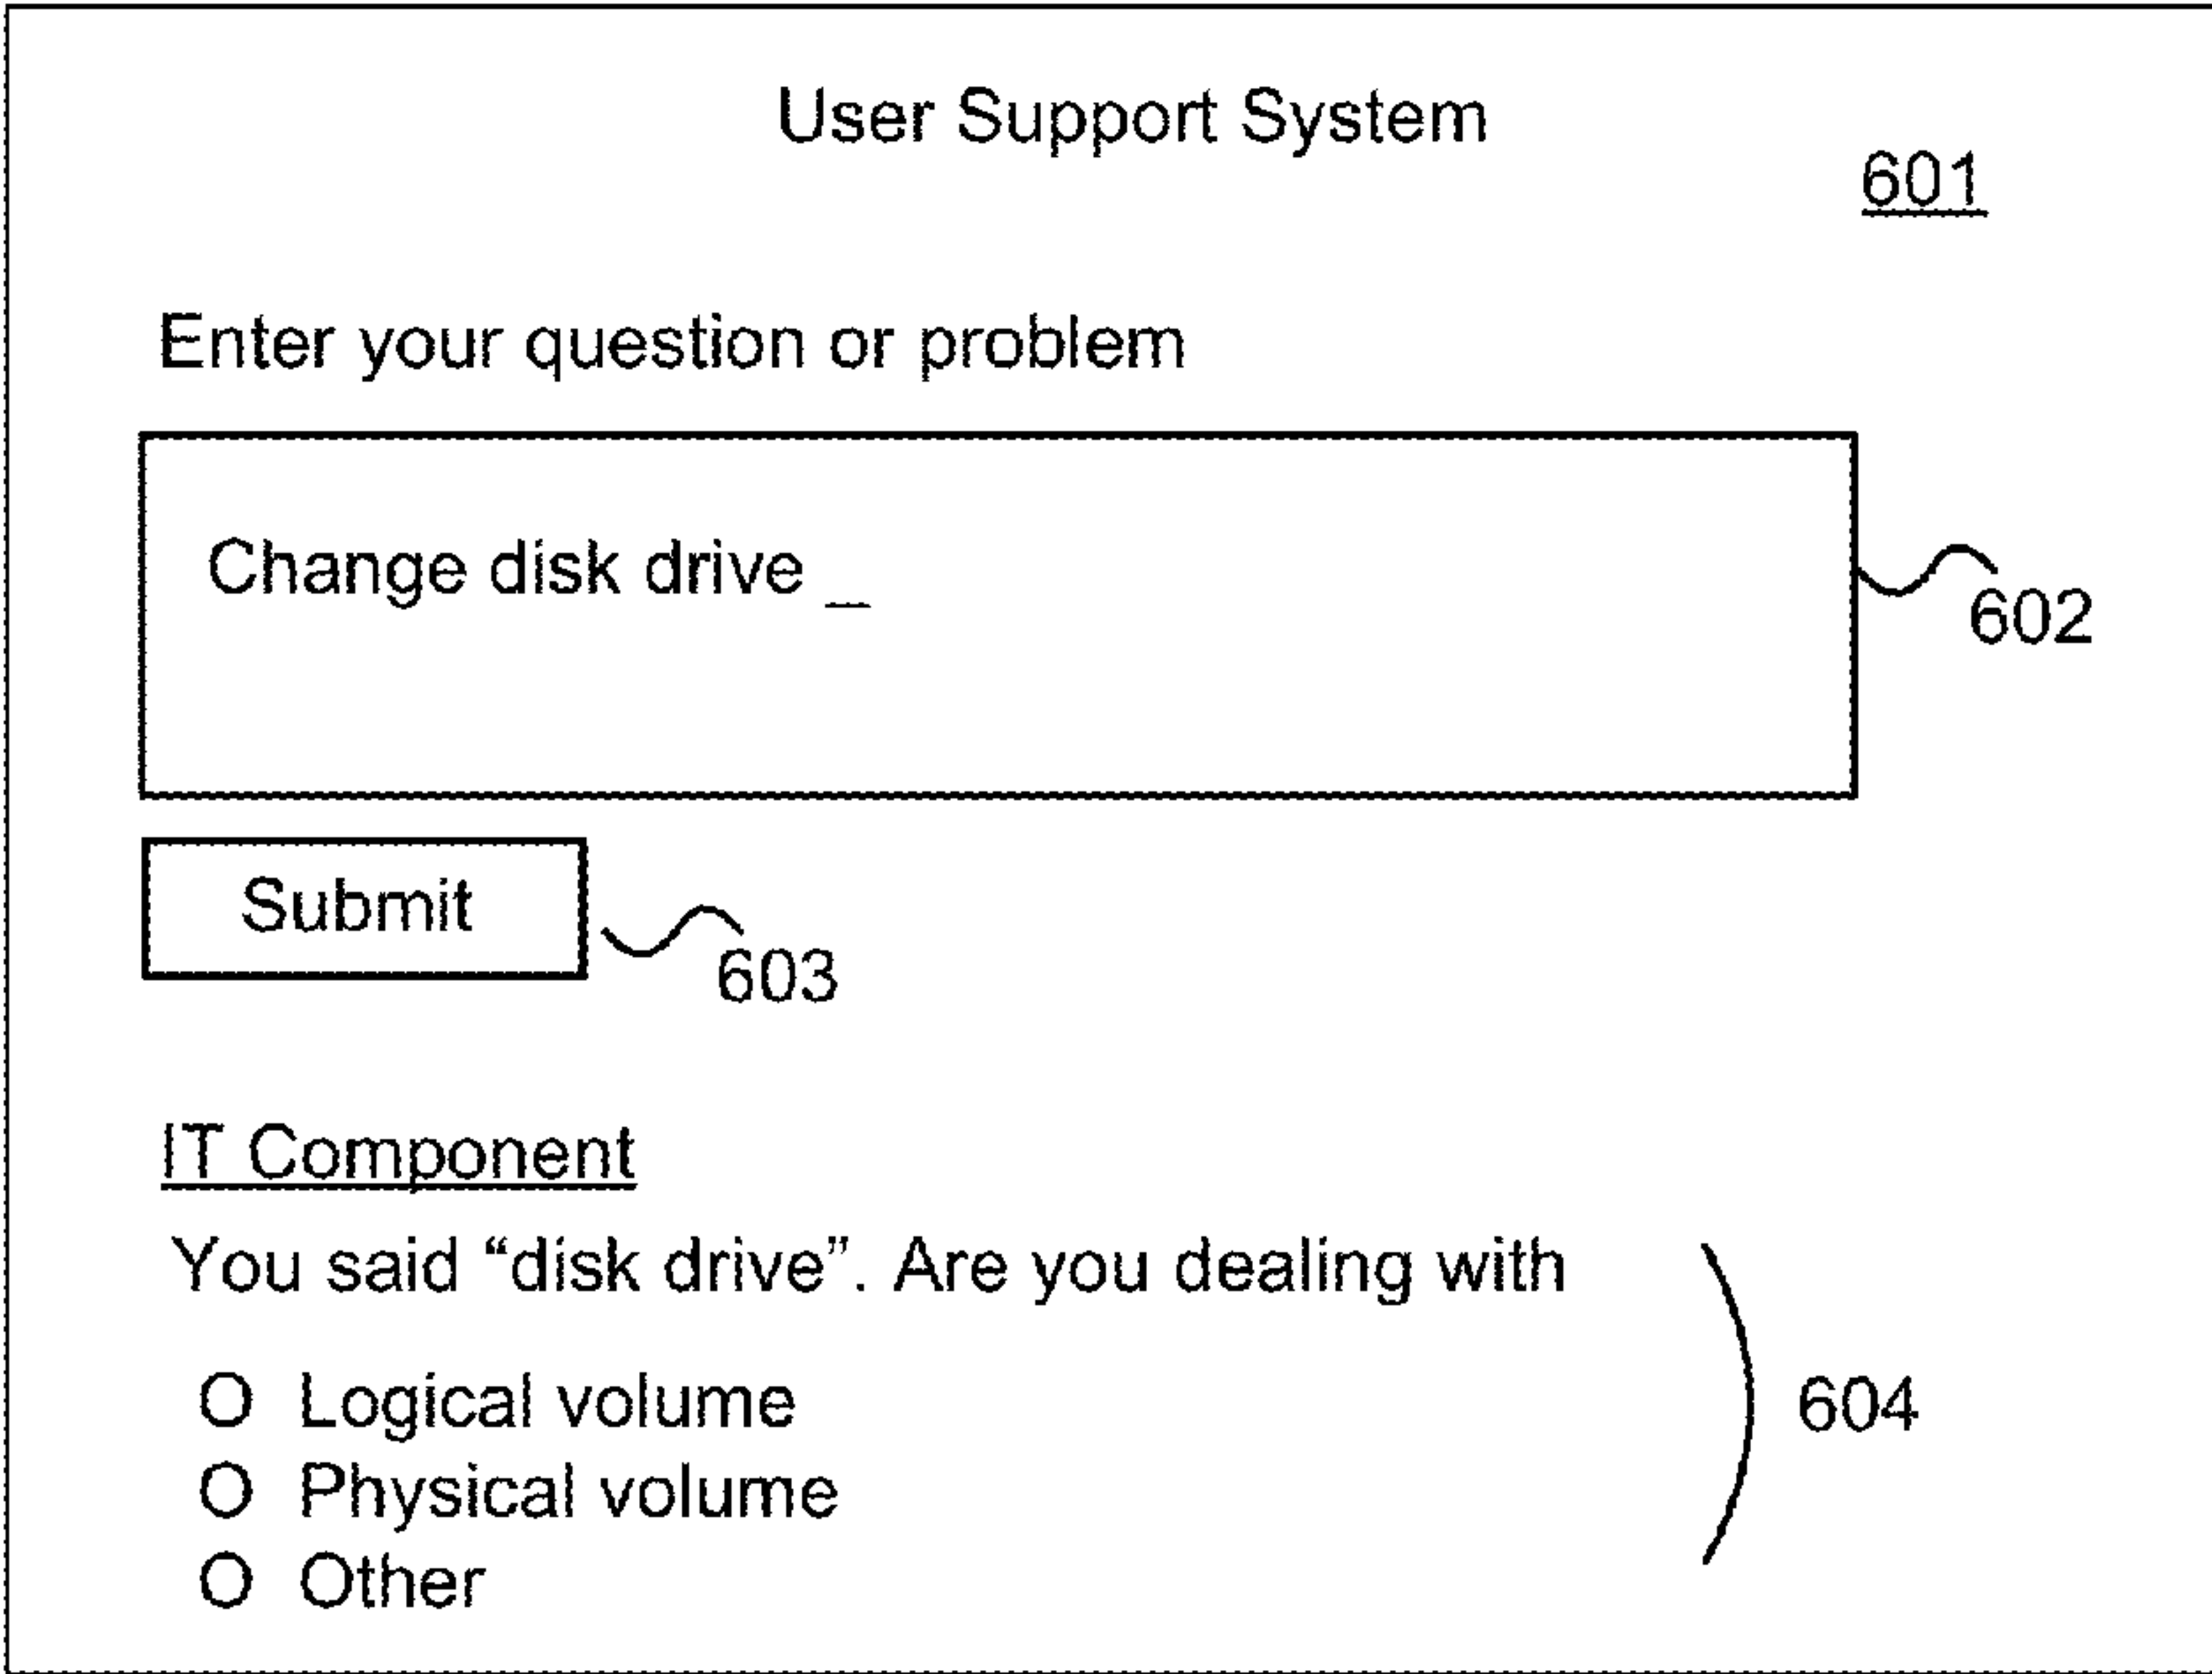 User Support System
601
Enter your question or problem
Change disk drive _
602
Submit
603
IT Component
You said “disk drive”. Are you dealing with
O Logical volume
604
O Physical volume
O Other